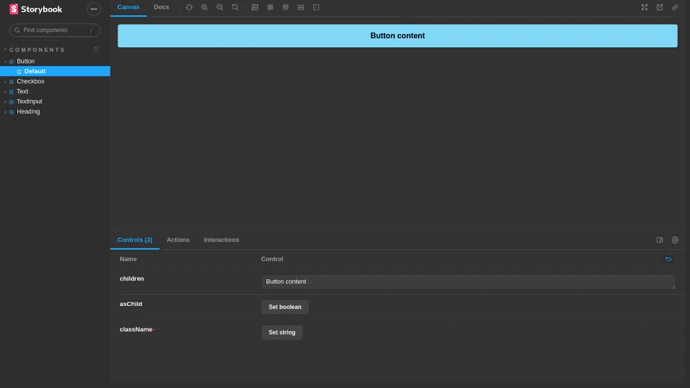 Storybook
Canvas
Docs
Find components
/
COMPONENTS
Button
Default
Checkbox
Text
TextInput
Heading
Button content
Controls (3)
Actions
Interactions
Name
Control
children
Button content
asChild
Set boolean
className*
Set string